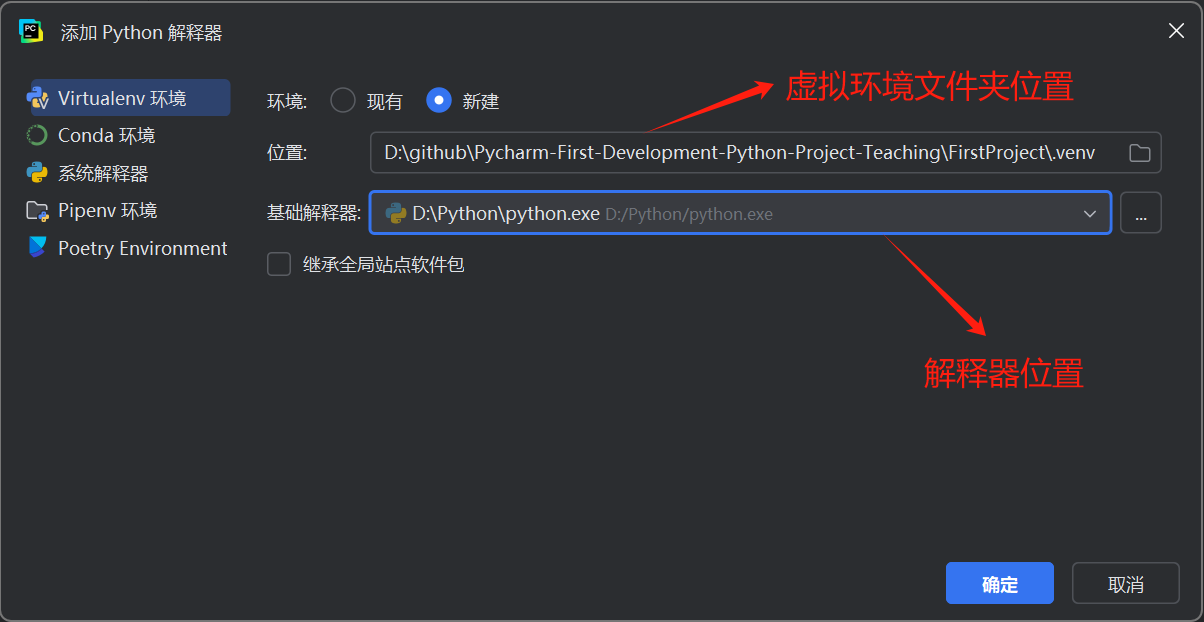 添加 Python 解释器
Virtualenv 环境
Conda 环境
系统解释器
Pipenv 环境
Poetry Environment
环境: 现有 新建
虚拟环境文件夹位置
位置: D:\github\Pycharm-First-Development-Python-Project-Teaching\FirstProject\.venv
基础解释器: D:\Python\python.exe D:/Python/python.exe ...
继承全局站点软件包
解释器位置
确定 取消